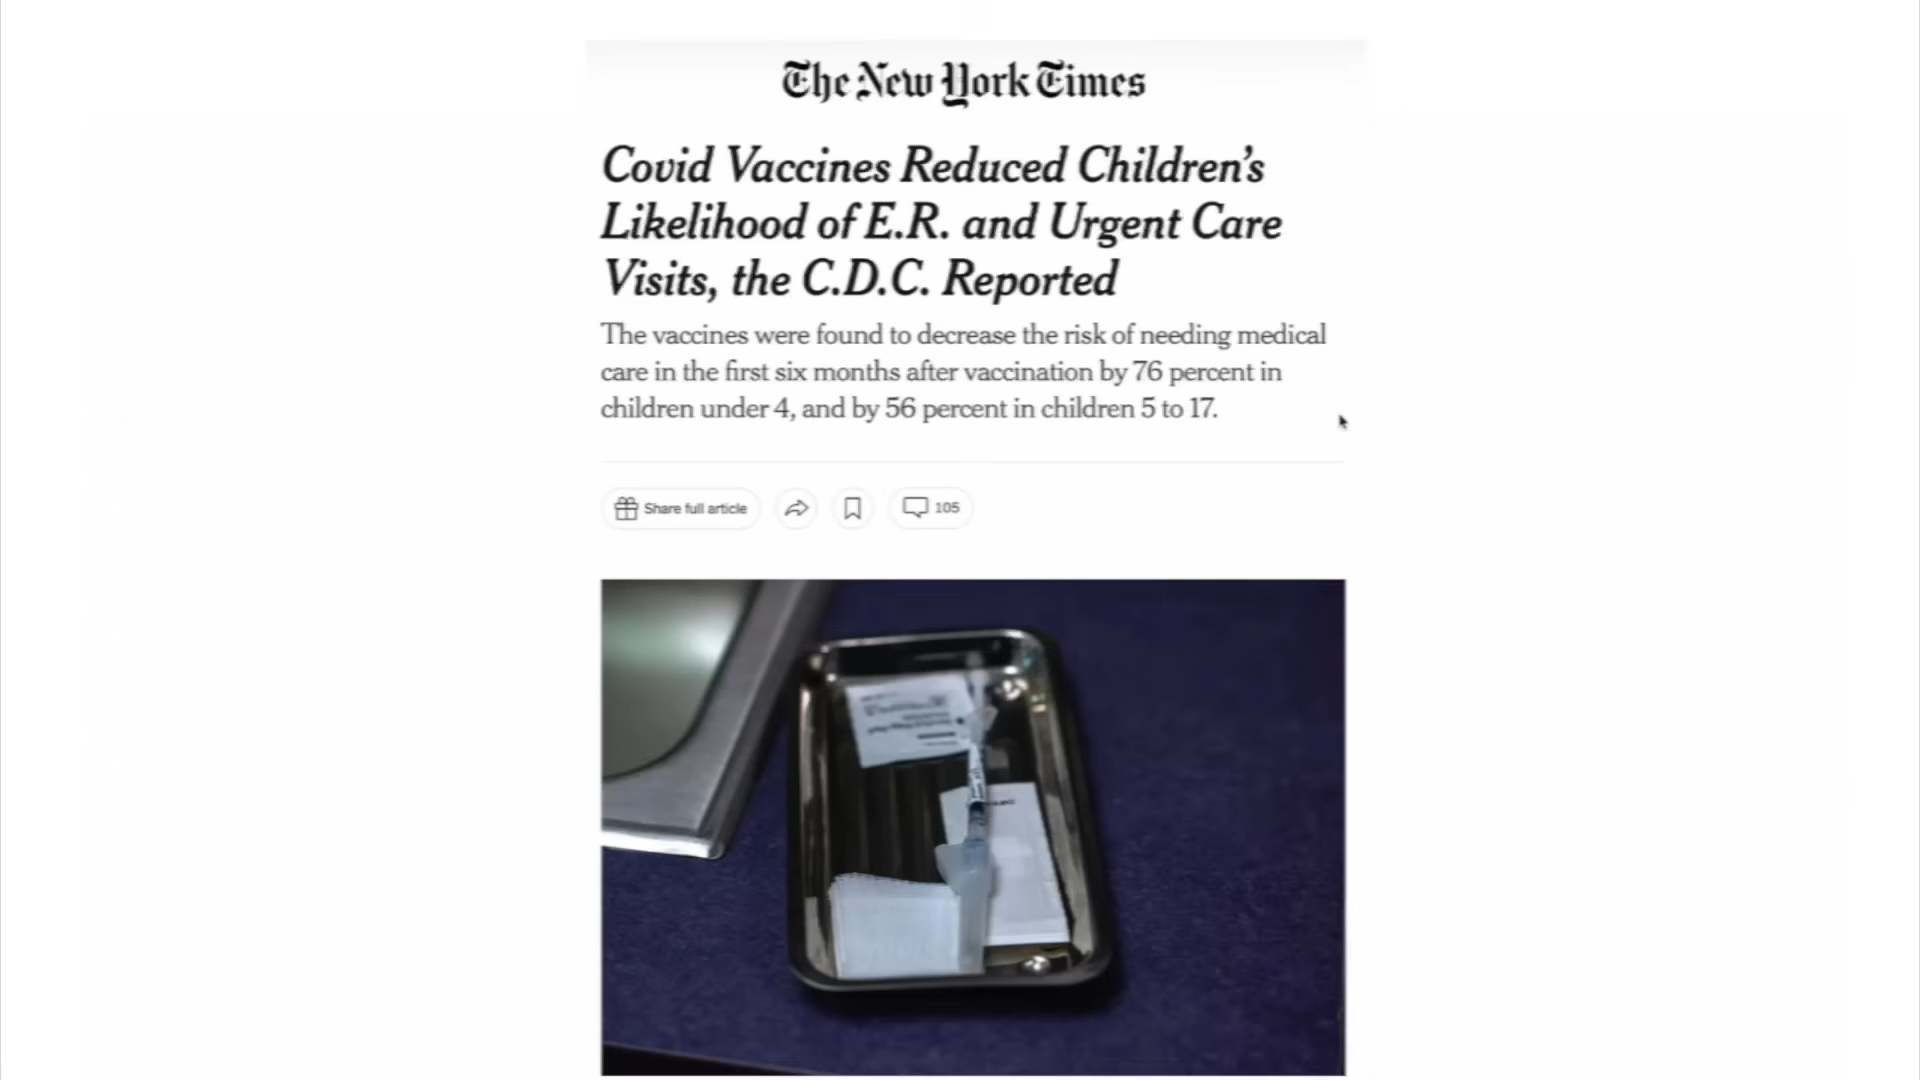 The New York Times
Covid Vaccines Reduced Children’s
Likelihood of E.R. and Urgent Care
Visits, the C.D.C. Reported
The vaccines were found to decrease the risk of needing medical
care in the first six months after vaccination by 76 percent in
children under 4, and by 56 percent in children 5 to 17.
Share full article
105